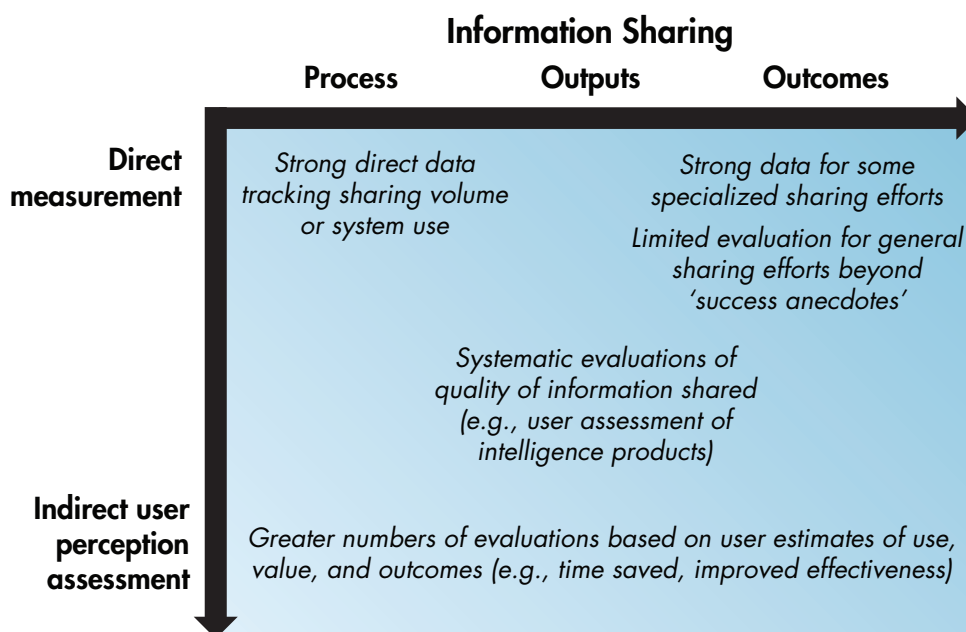 Information Sharing
Process Outputs Outcomes
Direct
measurement
Strong direct data
tracking sharing volume
or system use
Strong data for some
specialized sharing efforts
Limited evaluation for general
sharing efforts beyond
‘success anecdotes’
Systematic evaluations of
quality of information shared
(e.g., user assessment of
intelligence products)
Indirect user
perception
assessment
Greater numbers of evaluations based on user estimates of use,
value, and outcomes (e.g., time saved, improved effectiveness)